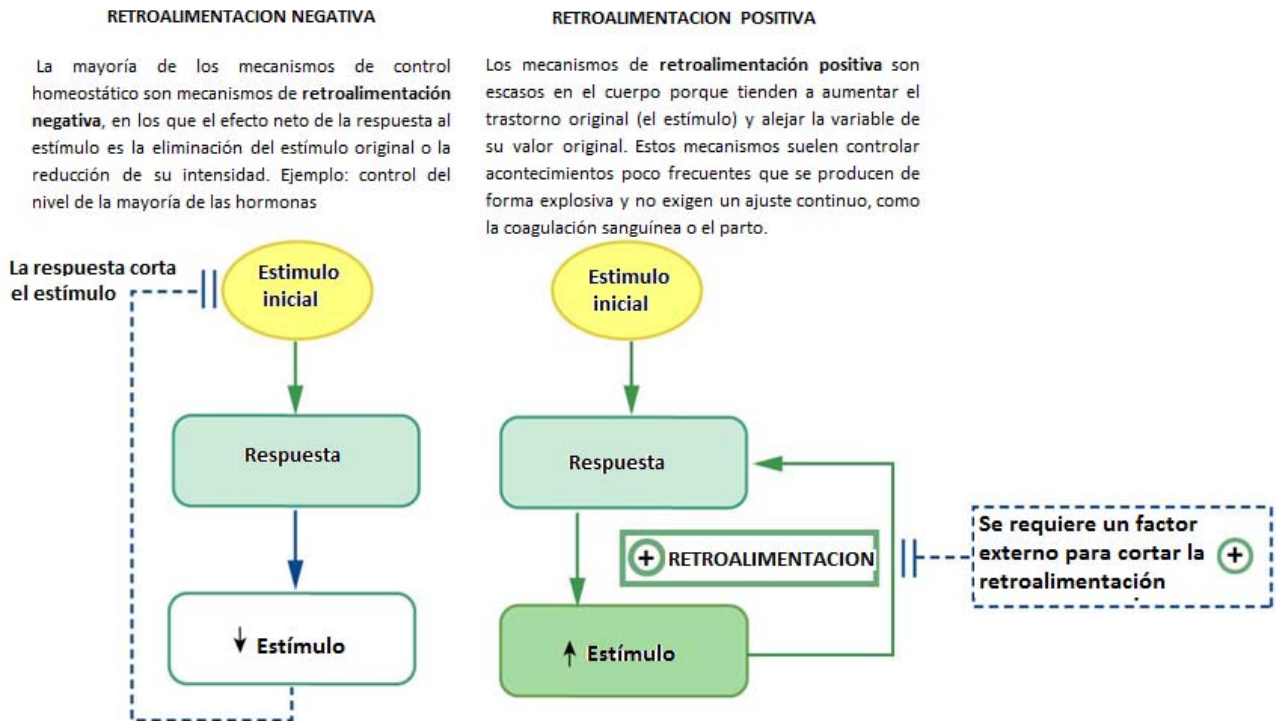 RETROALIMENTACION NEGATIVA
La mayoría de los mecanismos de control
homeostático son mecanismos de retroalimentación
negativa, en los que el efecto neto de la respuesta al
estímulo es la eliminación del estímulo original o la
reducción de su intensidad. Ejemplo: control del
nivel de la mayoría de las hormonas
RETROALIMENTACION POSITIVA
Los mecanismos de retroalimentación positiva son
escasos en el cuerpo porque tienden a aumentar el
trastorno original (el estímulo) y alejar la variable de
su valor original. Estos mecanismos suelen controlar
acontecimientos poco frecuentes que se producen de
forma explosiva y no exigen un ajuste continuo, como
la coagulación sanguínea o el parto.
La respuesta corta
el estímulo
Estimulo
inicial
Respuesta
↓ Estímulo
Estimulo
inicial
Respuesta
+ RETROALIMENTACION
↑ Estímulo
Se requiere un factor
externo para cortar la +
retroalimentación